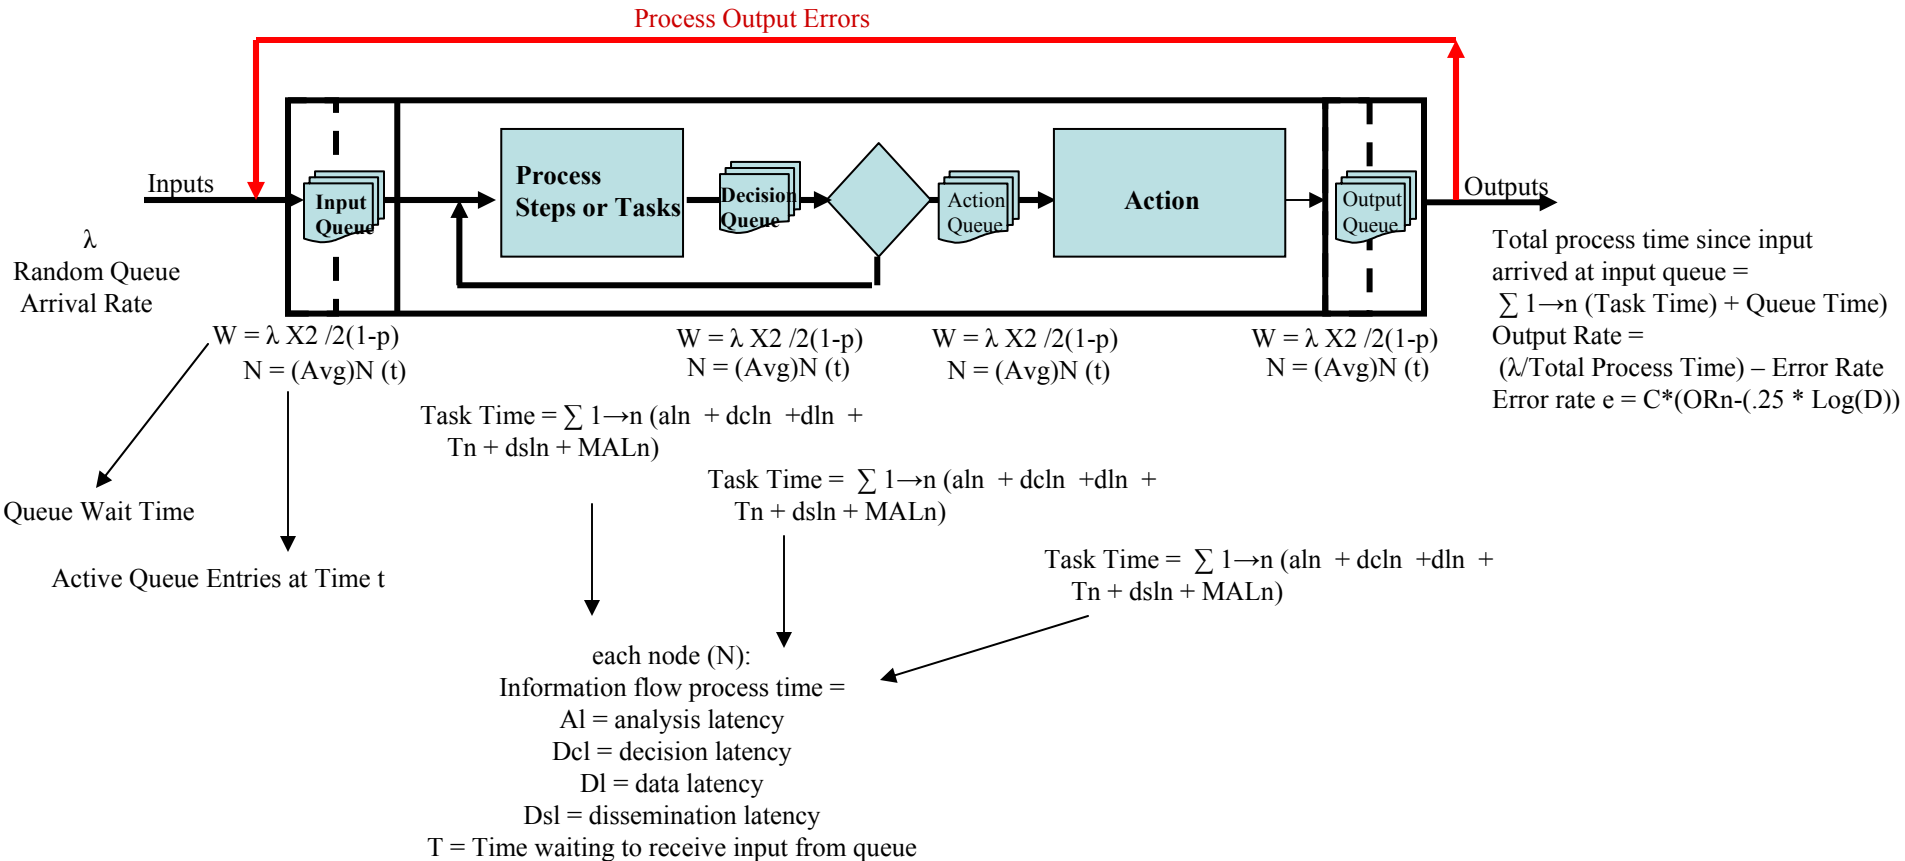 Process Output Errors
Inputs
Input
Queue
Process
Steps or Tasks
Decision
Queue
Action
Queue
Action
Output
Queue
Outputs
λ
Random Queue
Arrival Rate
W = λ X2 /2(1-p)
N = (Avg)N (t)
W = λ X2 /2(1-p)
N = (Avg)N (t)
W = λ X2 /2(1-p)
N = (Avg)N (t)
W = λ X2 /2(1-p)
N = (Avg)N (t)
Total process time since input
arrived at input queue =
∑ 1→n (Task Time) + Queue Time)
Output Rate =
(λ/Total Process Time) – Error Rate
Error rate e = C*(ORn-(.25 * Log(D))
Task Time = ∑ 1→n (aln + dcln +dln +
Tn + dsln + MALn)
Task Time = ∑ 1→n (aln + dcln +dln +
Tn + dsln + MALn)
Task Time = ∑ 1→n (aln + dcln +dln +
Tn + dsln + MALn)
Queue Wait Time
Active Queue Entries at Time t
each node (N):
Information flow process time =
Al = analysis latency
Dcl = decision latency
Dl = data latency
Dsl = dissemination latency
T = Time waiting to receive input from queue